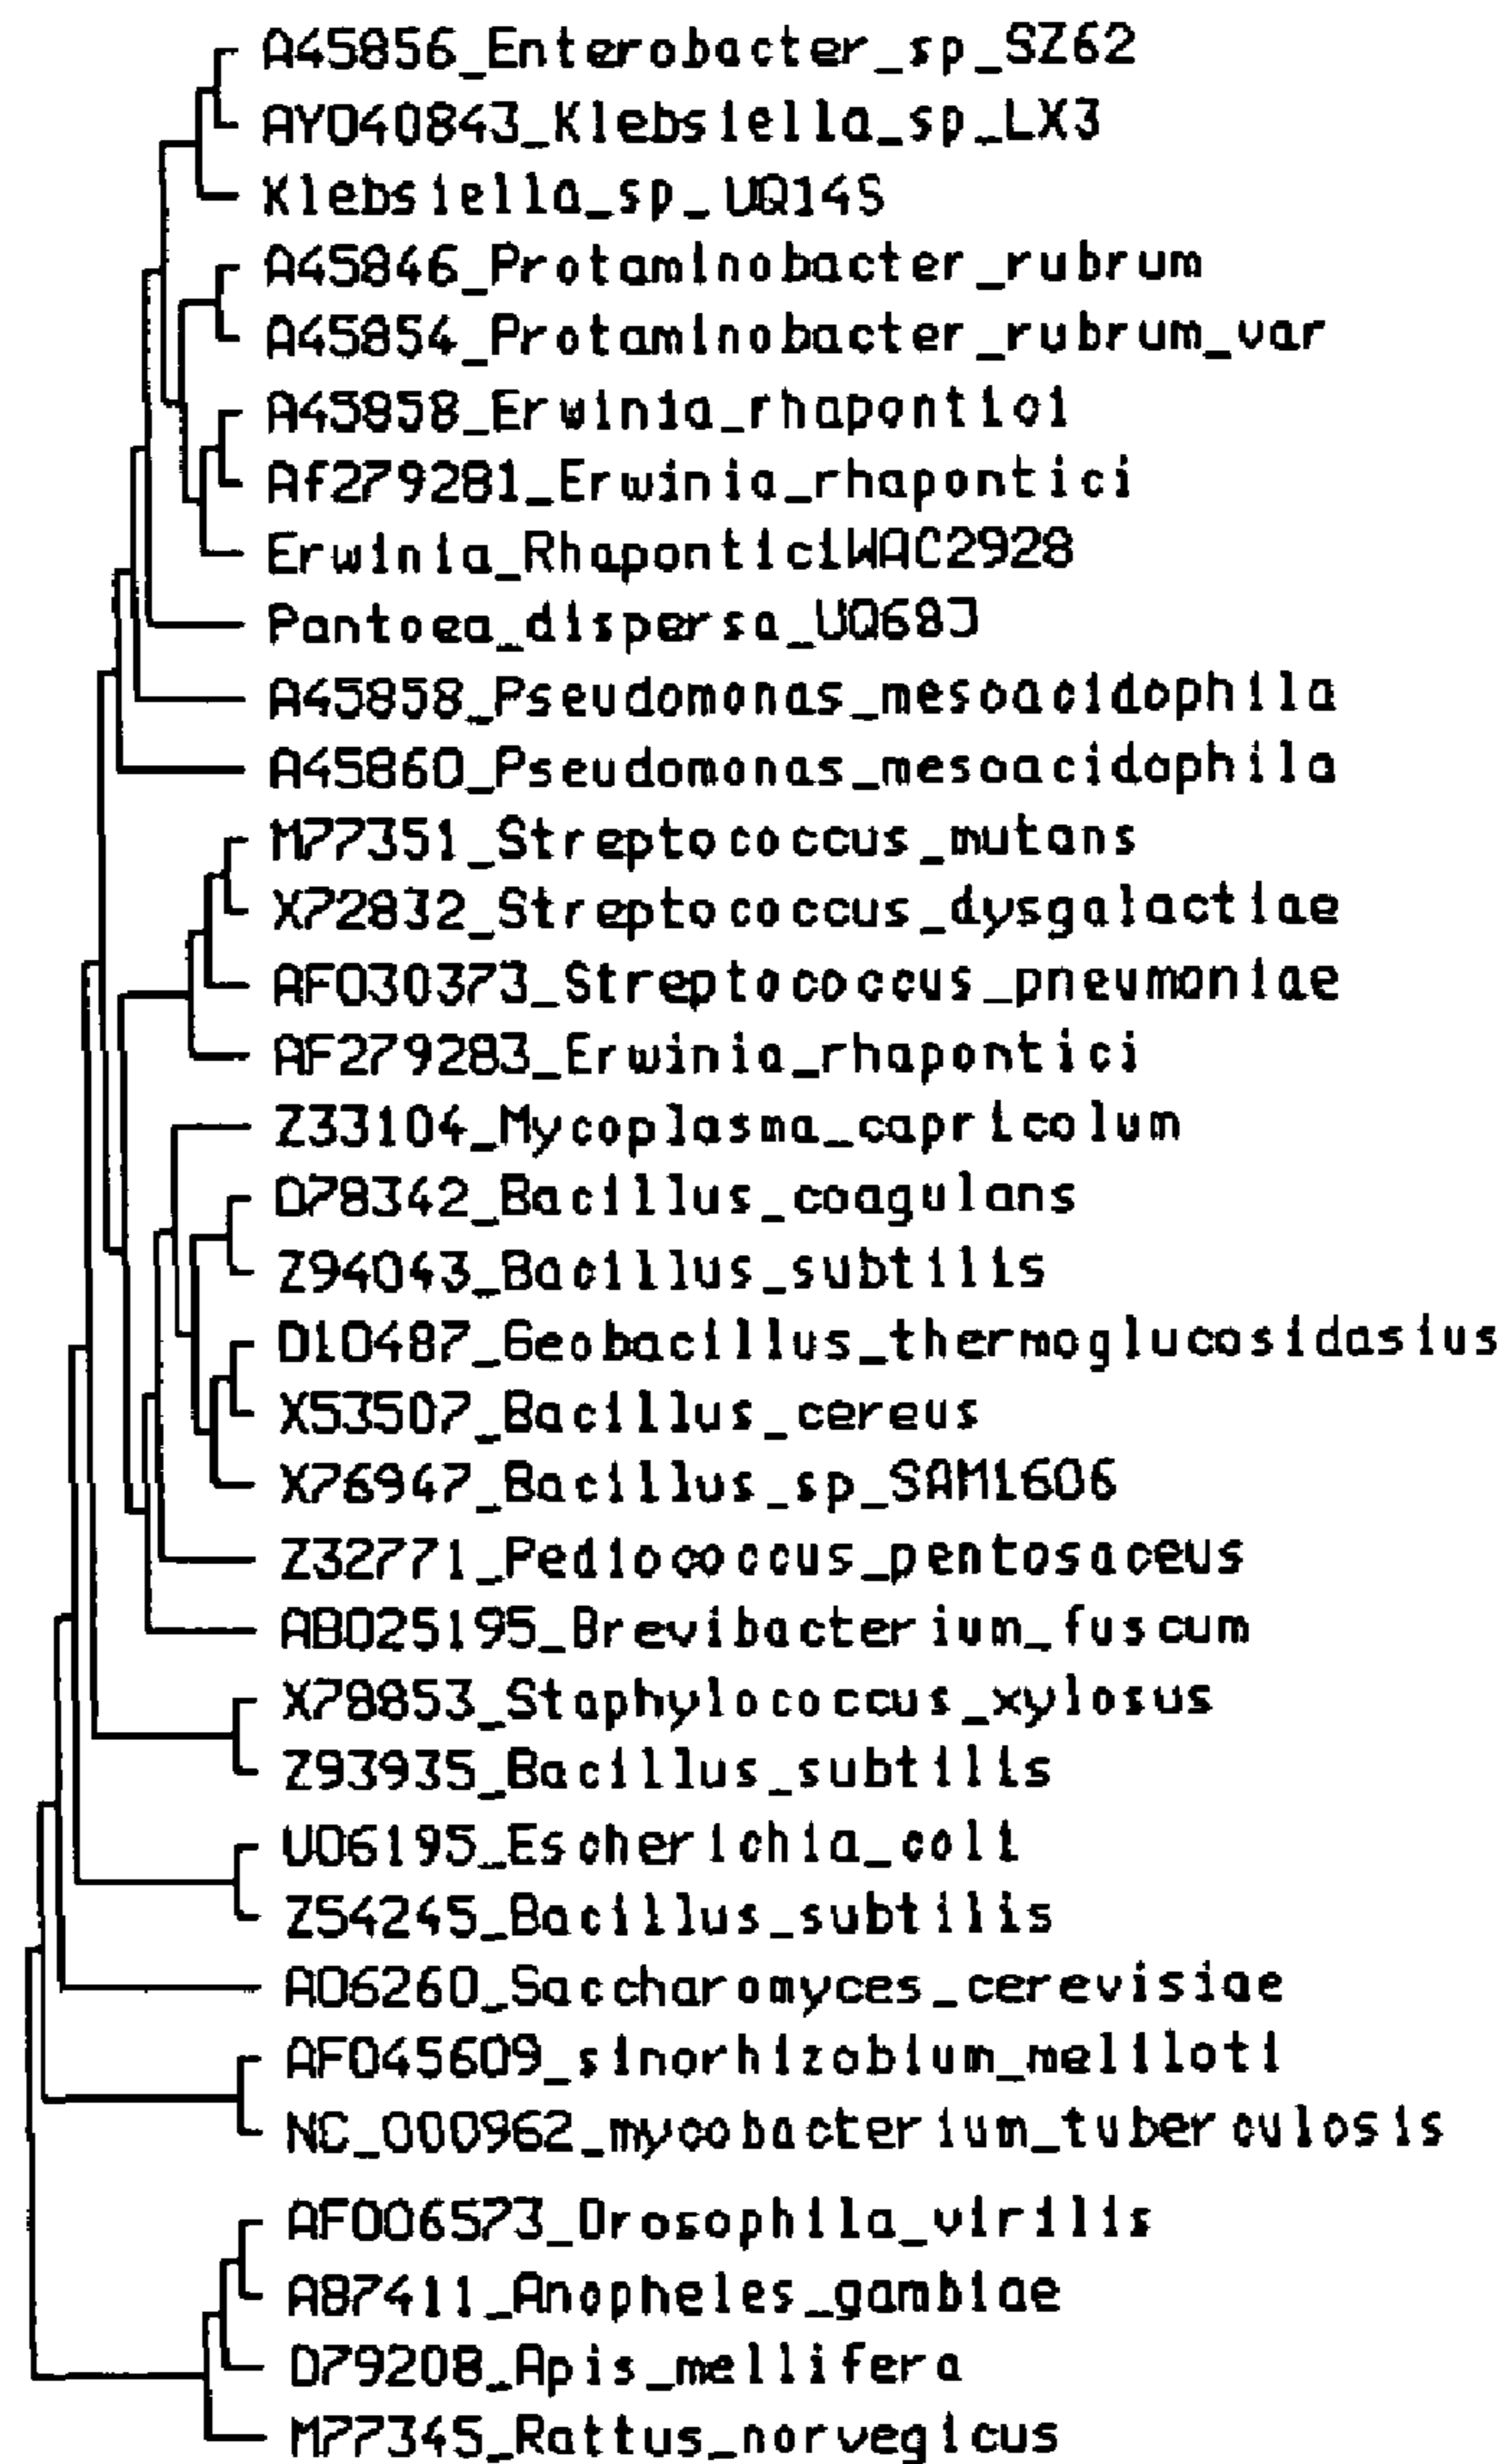 A45856_Enterobacter_sp_SZ62
AY040843_Klebsiella_sp_LX3
Klebsiella_sp_UQ14S
A45846_Protaminobacter_rubrum
A45854_Protaminobacter_rubrum_var
A45858_Erwinia_rhapontioi
Af279281_Erwinia_rhapontici
Erwinia_RhaponticiWAC2928
Pantoea_dispersa_UQ68J
A45858_Pseudomonas_mesoacidophila
A45860_Pseudomonas_mesoacidophila
M77351_Streptococcus_mutans
X72832_Streptococcus_dysgalactiae
AF030373_Streptococcus_pneumoniae
AF279283_Erwinia_rhapontici
Z33104_Mycoplasma_capricolum
D78342_Bacillus_coagulans
Z94043_Bacillus_subtilis
D10487_Geobacillus_thermoglucosidasius
X53507_Bacillus_cereus
X76947_Bacillus_sp_SAM1606
Z32771_Pediococcus_pentosaceus
AB025195_Brevibacterium_fuscum
X78853_Staphylococcus_xylosus
Z93935_Bacillus_subtilis
U06195_Escherichia_coli
Z54245_Bacillus_subtilis
A06260_Saccharomyces_cerevisiae
AF045609_sinorhizobium_meliloti
NC_000962_mycobacterium_tuberculosis
AF006573_Drosophila_virilis
A87411_Anopheles_gambiae
D79208_Apis_mellifera
M77345_Rattus_norvegicus